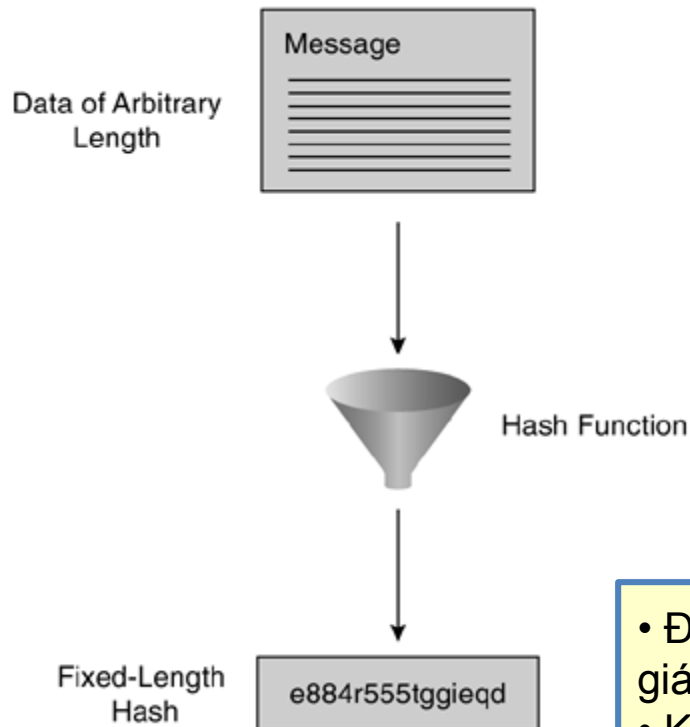 Message
Data of Arbitrary
Length
Hash Function
Fixed-Length
Hash
e884r555tggieqd
• Đ
giá
• K